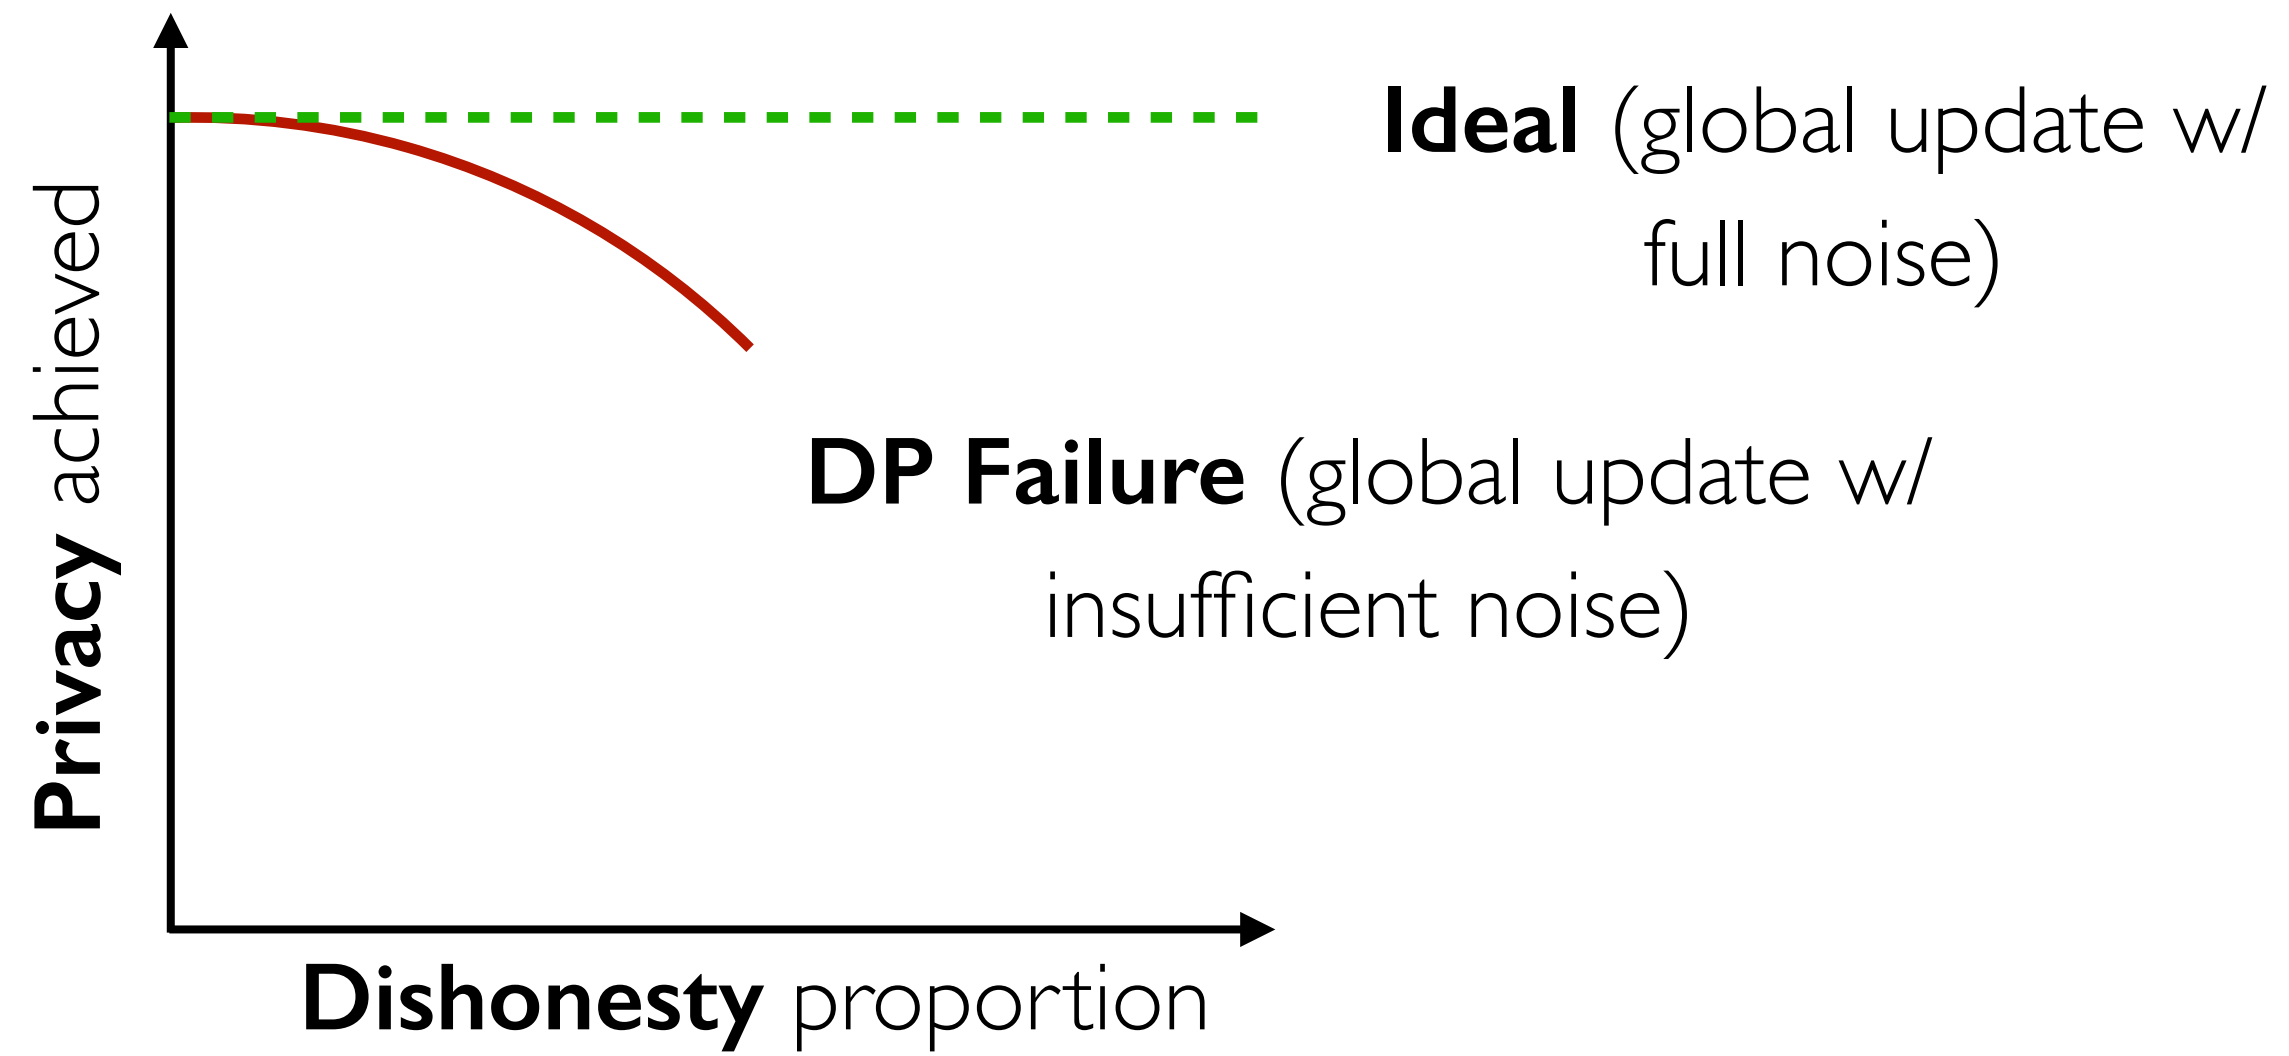 Privacy achieved
Ideal (global update w/
full noise)
DP Failure (global update w/
insufficient noise)
Dishonesty proportion